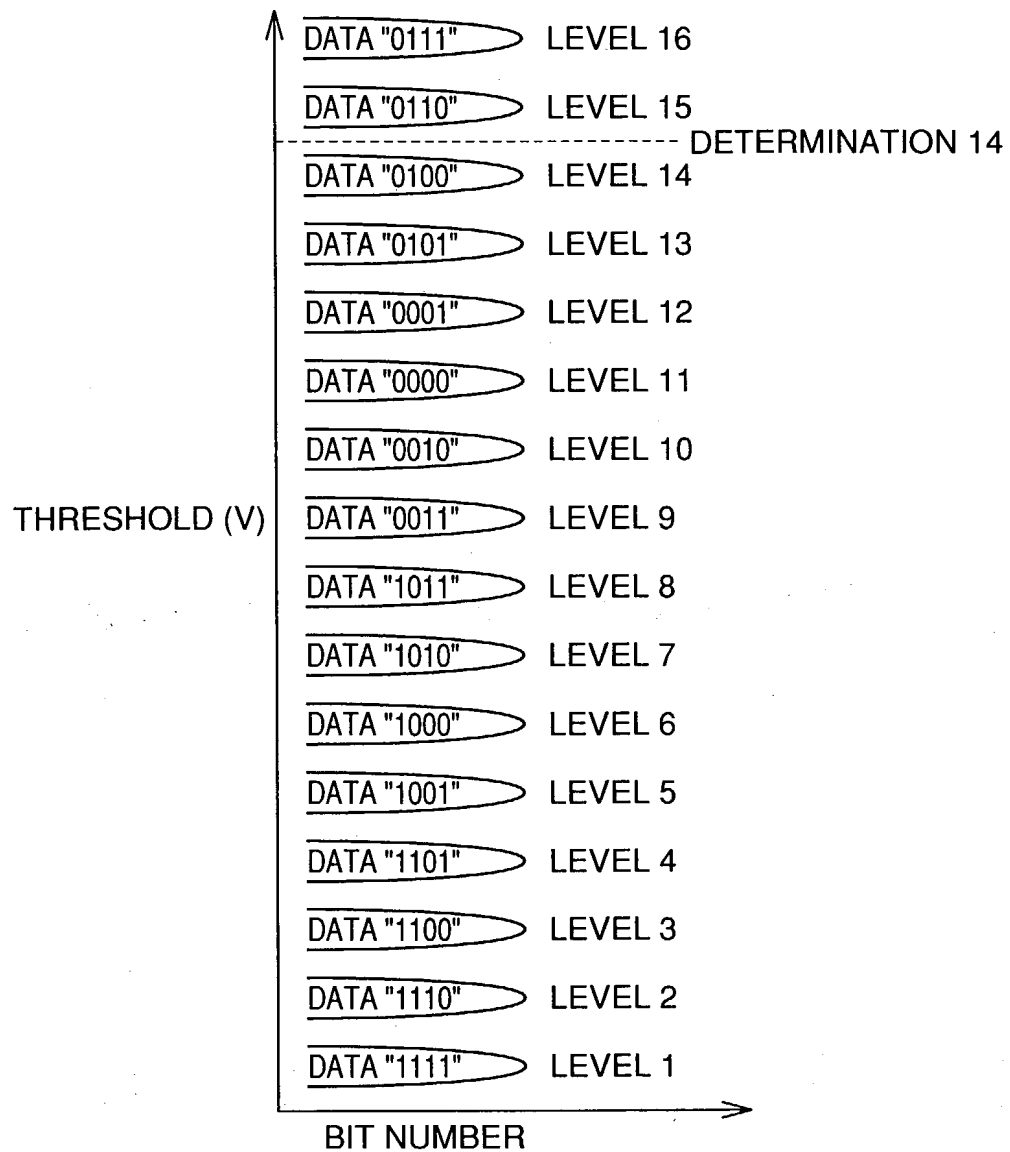 DATA "0111" LEVEL 16
DATA "0110" LEVEL 15
DETERMINATION 14
DATA "0100" LEVEL 14
DATA "0101" LEVEL 13
DATA "0001" LEVEL 12
DATA "0000" LEVEL 11
DATA "0010" LEVEL 10
THRESHOLD (V) DATA "0011" LEVEL 9
DATA "1011" LEVEL 8
DATA "1010" LEVEL 7
DATA "1000" LEVEL 6
DATA "1001" LEVEL 5
DATA "1101" LEVEL 4
DATA "1100" LEVEL 3
DATA "1110" LEVEL 2
DATA "1111" LEVEL 1
BIT NUMBER